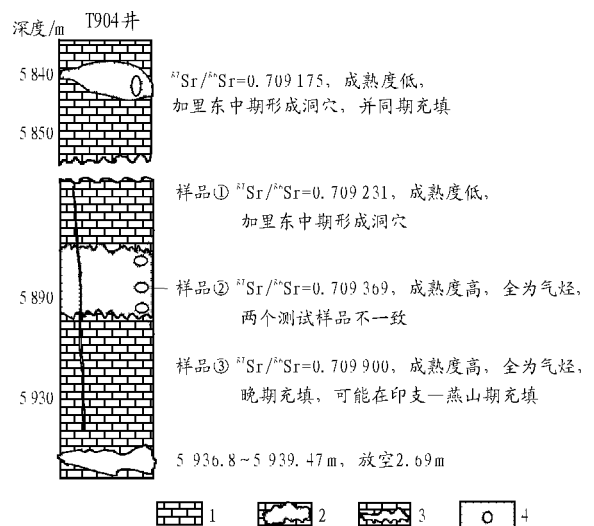 T904井
深度/m
5 840
⁸⁷Sr/⁸⁶Sr=0.709 175, 成熟度低,
加里东中期形成洞穴, 并同期充填
5 850
样品① ⁸⁷Sr/⁸⁶Sr=0.709 231, 成熟度低,
加里东中期形成洞穴
5 890
样品② ⁸⁷Sr/⁸⁶Sr=0.709 369, 成熟度高, 全为气烃,
两个测试样品不一致
样品③ ⁸⁷Sr/⁸⁶Sr=0.709 900, 成熟度高, 全为气烃,
5 930
晚期充填, 可能在印支—燕山期充填
5 936.8~5 939.47 m, 放空2.69 m
1 2 3 4